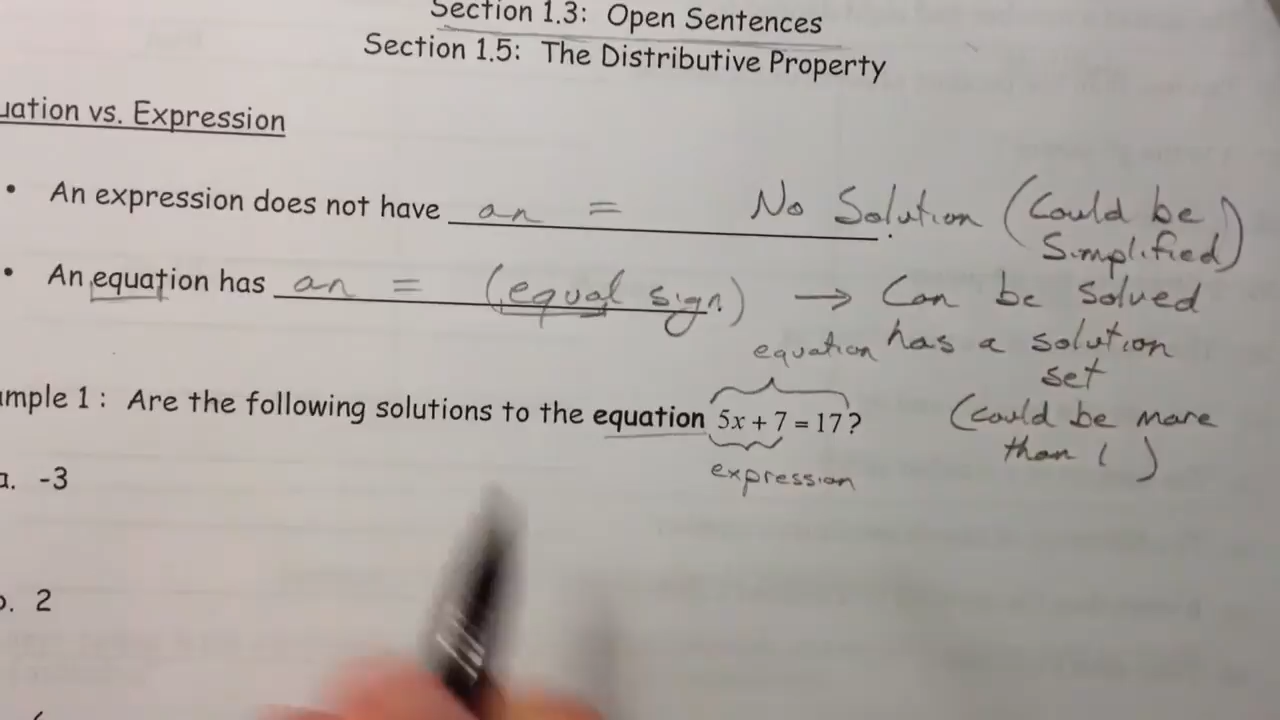 Section 1.3: Open Sentences
Section 1.5: The Distributive Property
uation vs. Expression
• An expression does not have an = No Solution (Could be
Simplified)
• An equation has an = (equal sign) → Can be solved
equation has a solution
set
mple 1 : Are the following solutions to the equation 5x + 7 = 17? (could be more
than 1)
expression
a. -3
b. 2